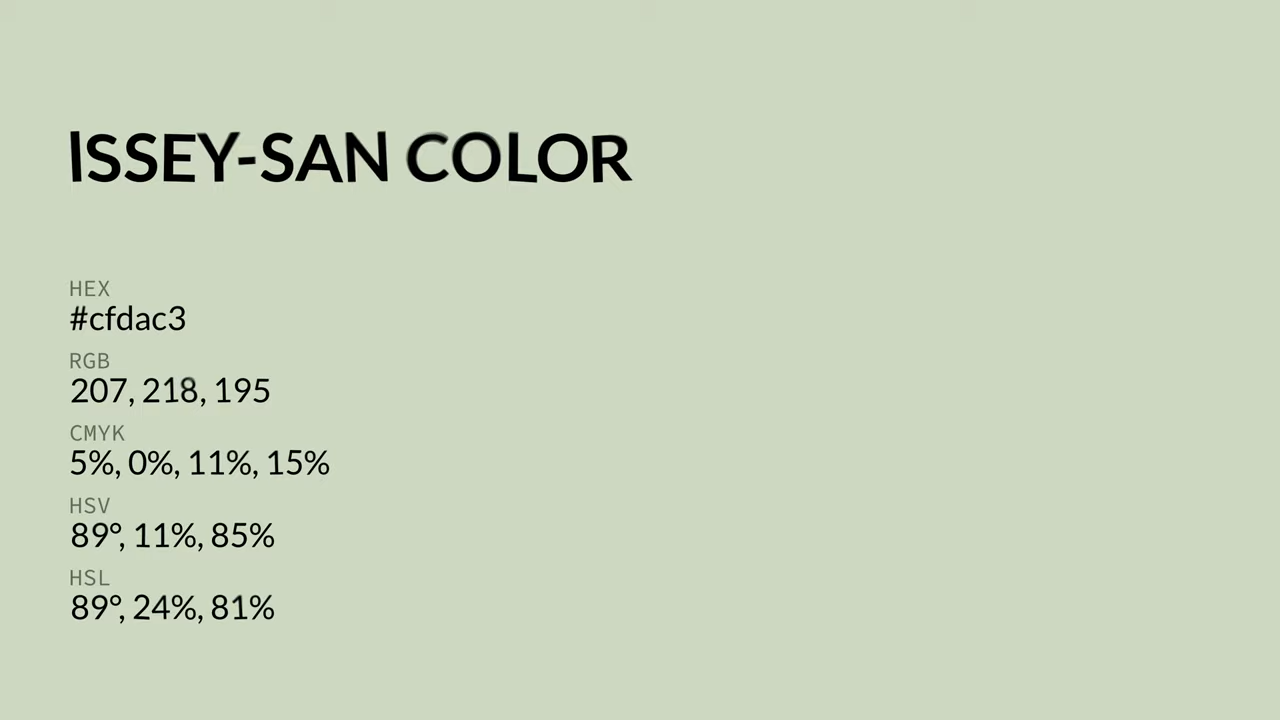 ISSEY-SAN COLOR
HEX
#cfdac3
RGB
207, 218, 195
CMYK
5%, 0%, 11%, 15%
HSV
89°, 11%, 85%
HSL
89°, 24%, 81%